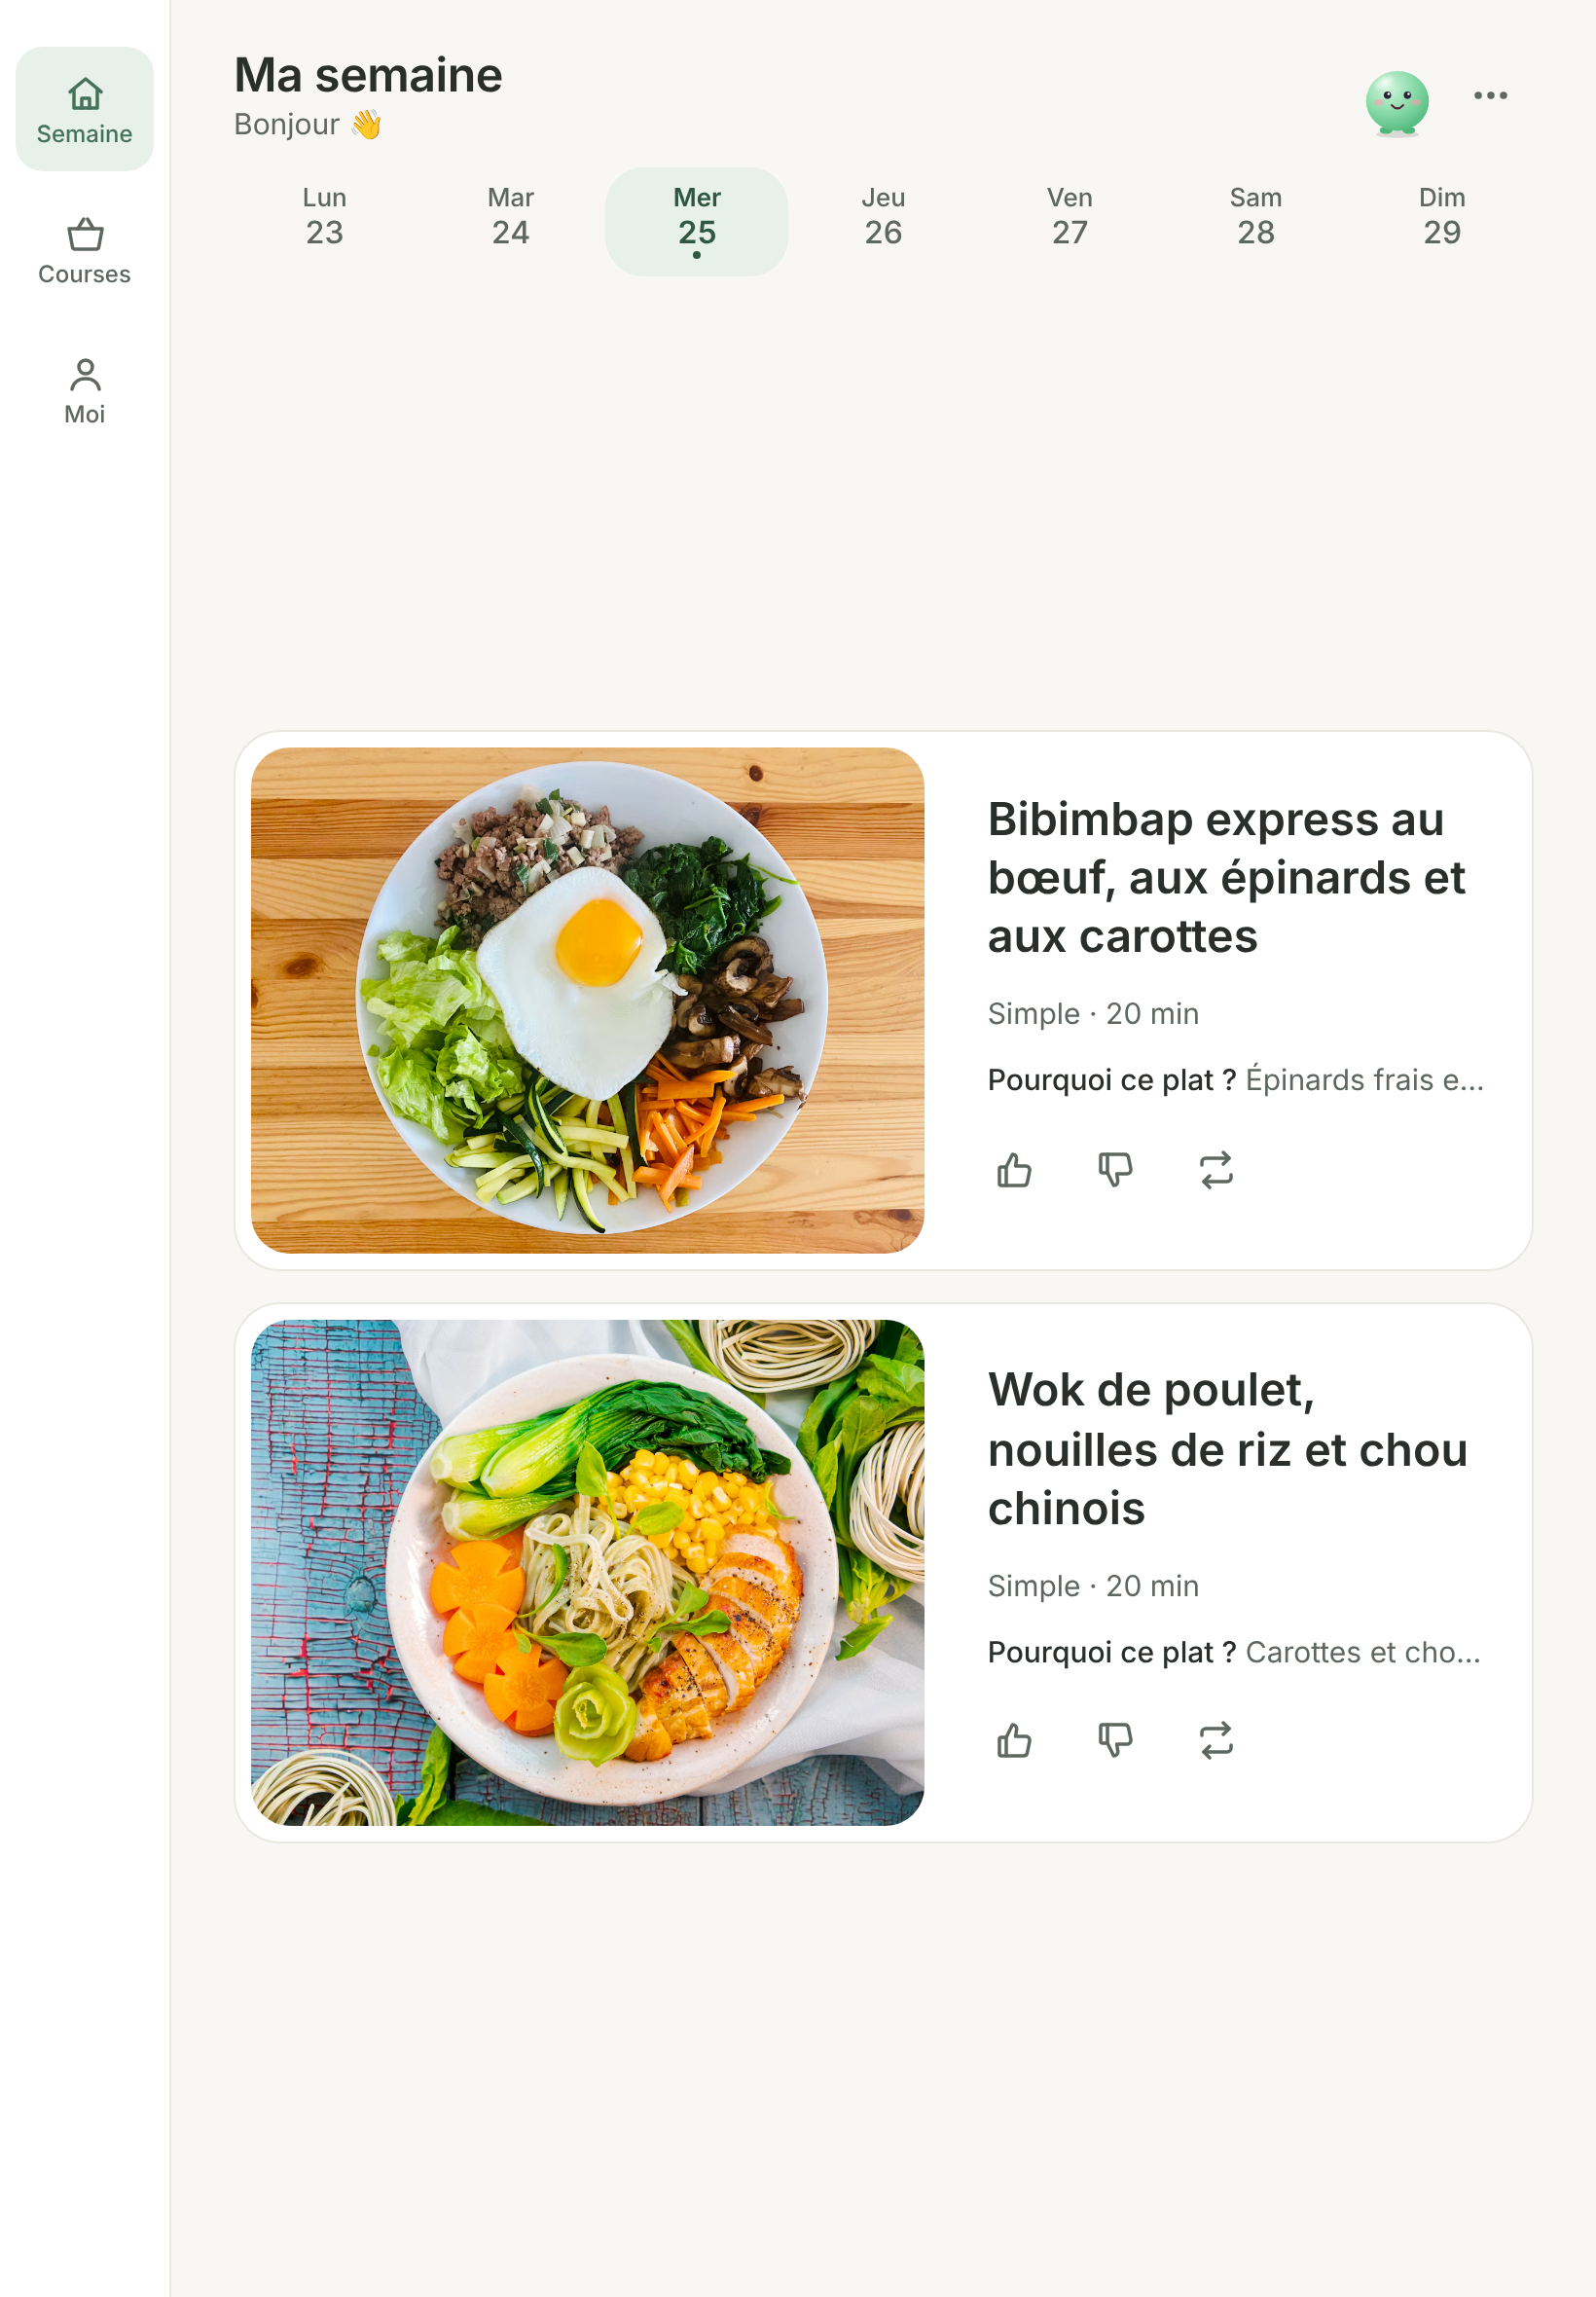 Ma semaine
Bonjour 👋
Semaine
Courses
Moi
Lun Mar Mer Jeu Ven Sam Dim
23 24 25 26 27 28 29
Bibimbap express au
bœuf, aux épinards et
aux carottes
Simple · 20 min
Pourquoi ce plat ? Épinards frais e...
Wok de poulet,
nouilles de riz et chou
chinois
Simple · 20 min
Pourquoi ce plat ? Carottes et cho...